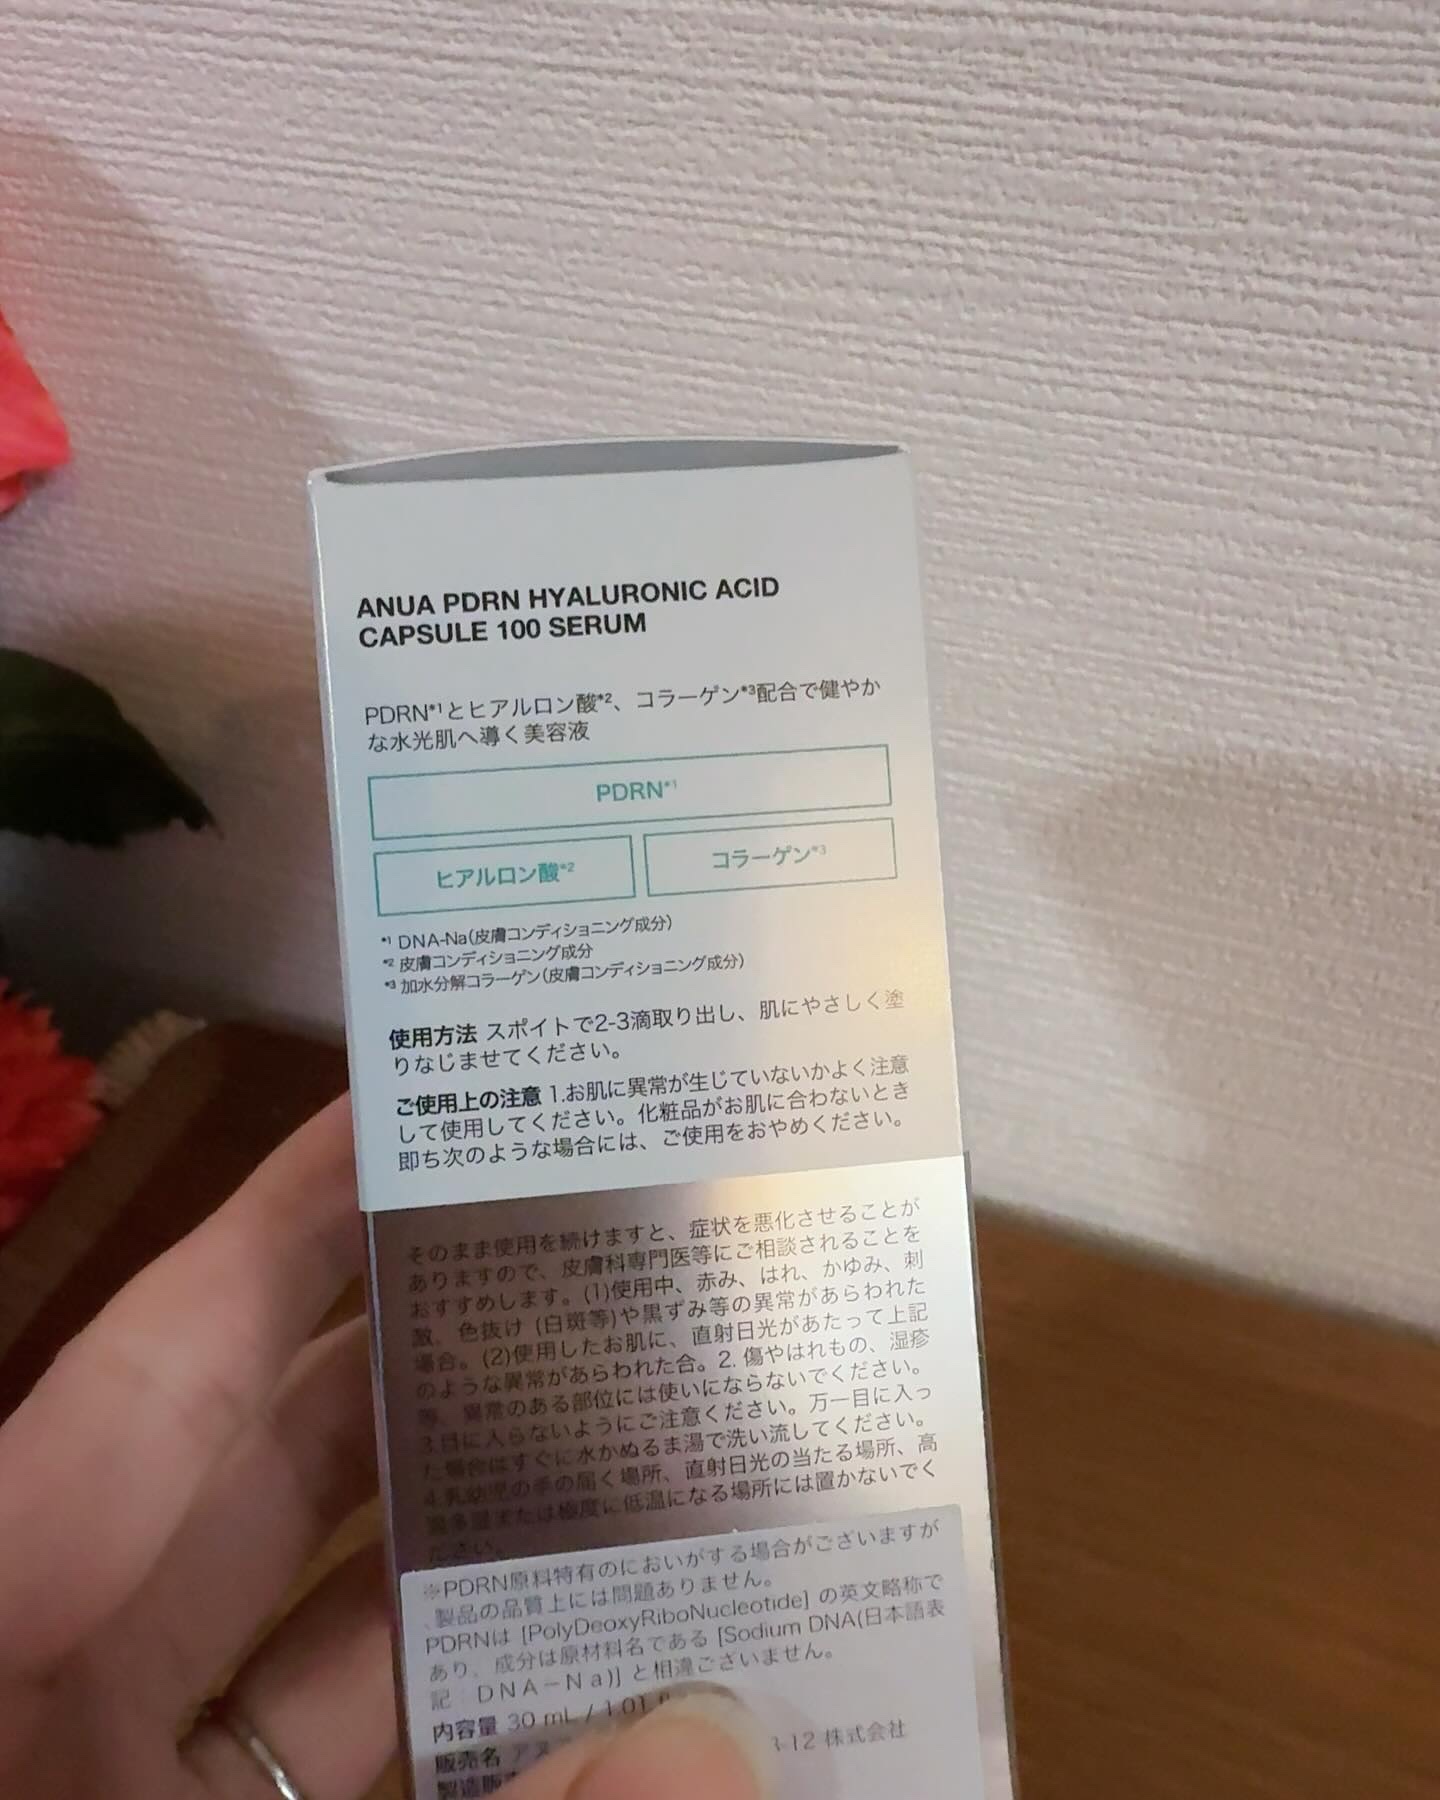 ANUA PDRN HYALURONIC ACID
CAPSULE 100 SERUM
PDRN*1とヒアルロン酸*2、コラーゲン*3配合で健やか
な水光肌へ導く美容液
PDRN*1
ヒアルロン酸*2
コラーゲン*3
*1 DNA-Na(皮膚コンディショニング成分)
*2 皮膚コンディショニング成分
*3 加水分解コラーゲン(皮膚コンディショニング成分)
使用方法 スポイトで2-3滴取り出し、肌にやさしく塗
りなじませてください。
ご使用上の注意 1.お肌に異常が生じていないかよく注意
して使用してください。化粧品がお肌に合わないとき
即ち次のような場合には、ご使用をおやめください。
そのまま使用を続けますと、症状を悪化させることが
ありますので、皮膚科専門医等にご相談されることを
おすすめします。(1)使用中、赤み、はれ、かゆみ、刺
激、色抜け (白斑等)や黒ずみ等の異常があらわれた
場合。(2)使用したお肌に、直射日光があたって上記
のような異常があらわれた合。2. 傷やはれもの、湿疹
等、異常のある部位には使いにならないでください。
3.目に入らないようにご注意ください。万一目に入っ
た場合はすぐに水かぬるま湯で洗い流してください。
4.乳幼児の手の届く場所、直射日光の当たる場所、高
温多湿または極度に低温になる場所には置かないでく
ださい。
※PDRN原料特有のにおいがする場合がございますが
、製品の品質上には問題ありません。
PDRNは [PolyDeoxyRiboNucleotide] の英文略称で
あり、成分は原材料名である [Sodium DNA(日本語表
記 DNA-Na)] と相違ございません。
内容量 30 mL / 1.01
販売名 アヌ
製造販 3-12 株式会社